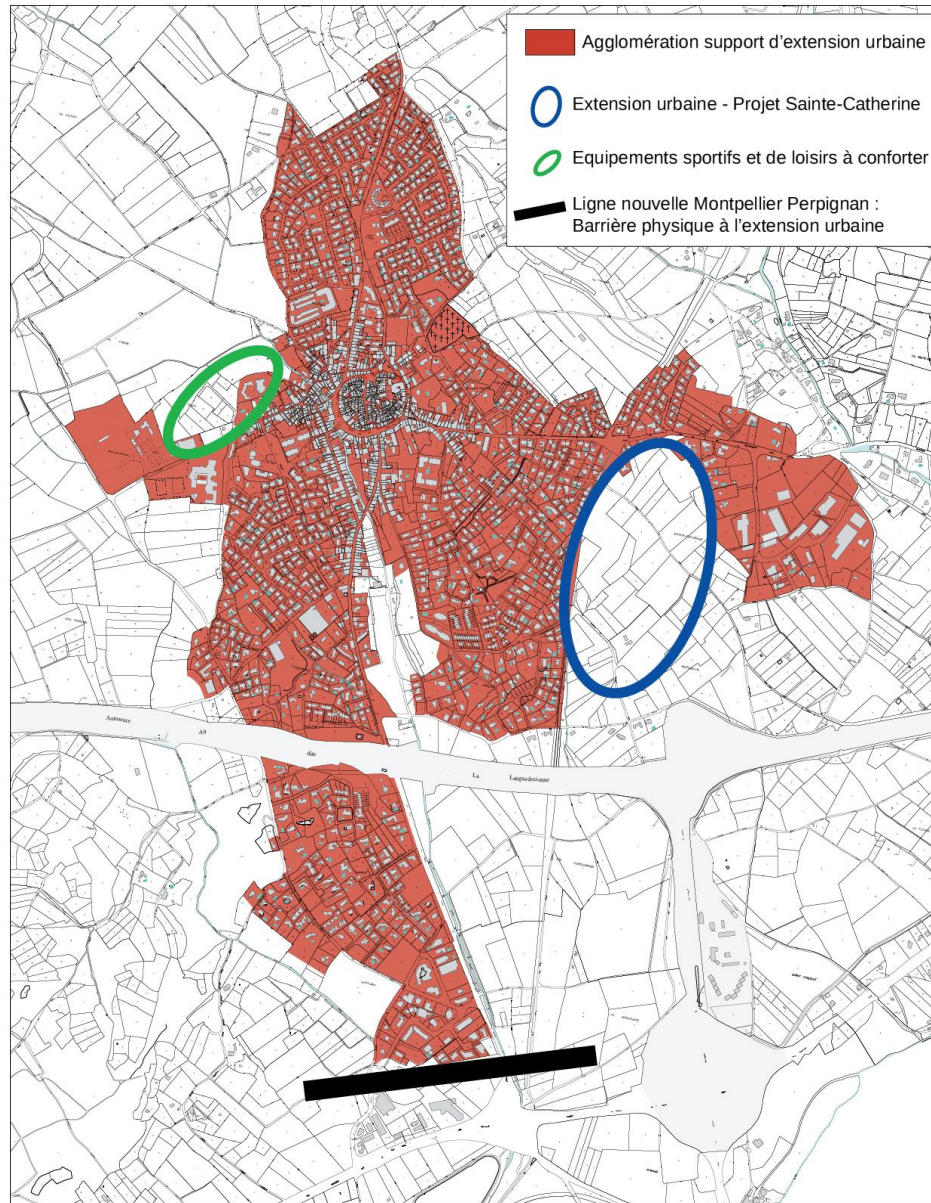 Agglomération support d'extension urbaine
Extension urbaine - Projet Sainte-Catherine
Equipements sportifs et de loisirs à conforter
Ligne nouvelle Montpellier Perpignan :
Barrière physique à l'extension urbaine
Autoroute
A9
dite
La
Languedocienne